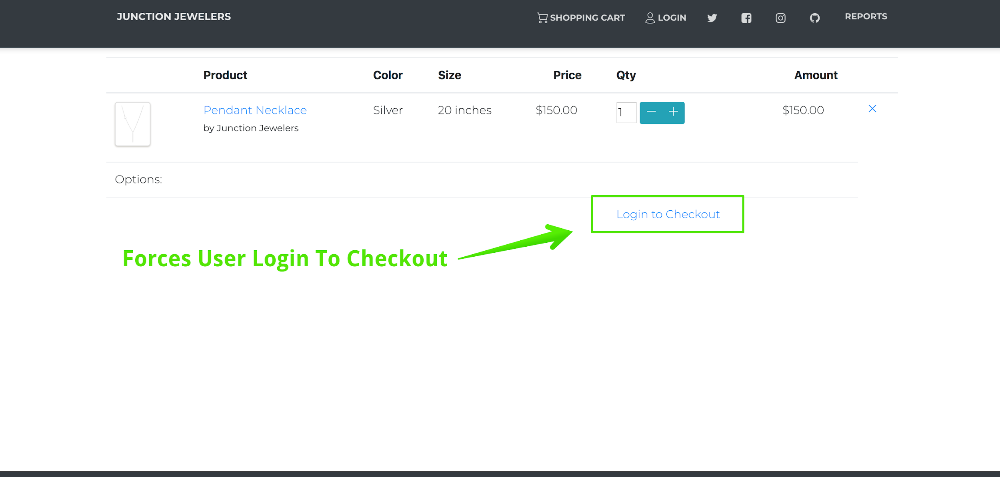 JUNCTION JEWELERS
SHOPPING CART LOGIN REPORTS
Product Color Size Price Qty Amount
Pendant Necklace Silver 20 inches $150.00 1 $150.00
by Junction Jewelers
Options:
Login to Checkout
Forces User Login To Checkout